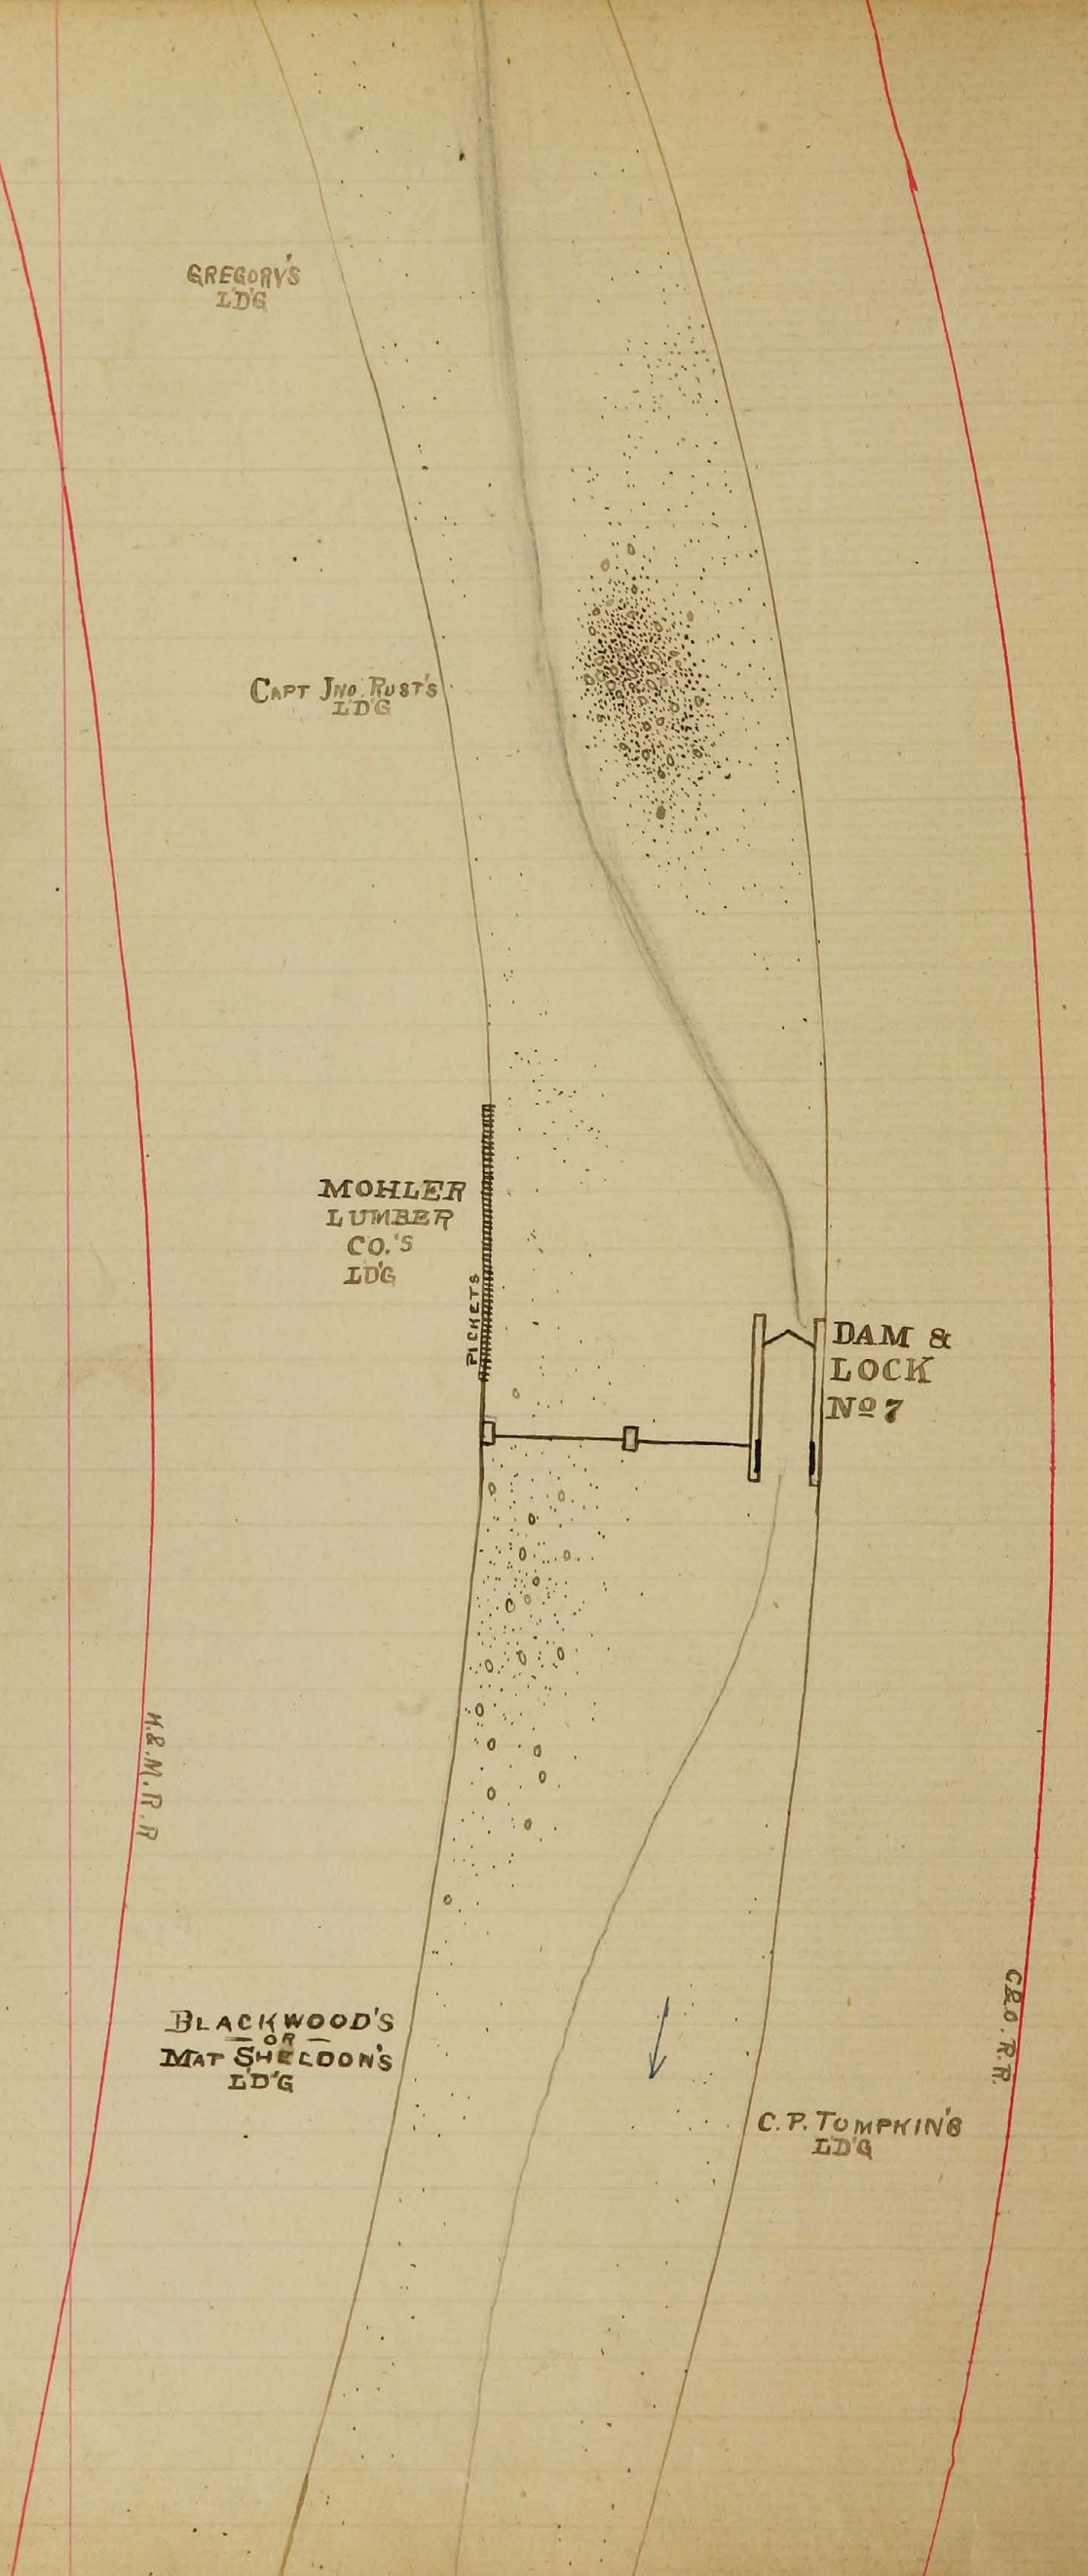 GREGORY'S
LD'G
CAPT JNO. RUST'S
LD'G
MOHLER
LUMBER
CO.'S
LD'G
PICKETS
DAM &
LOCK
No 7
K.&.M.R.R
BLACKWOOD'S
— OR —
MAT SHELDON'S
LD'G
C.&O.R.R.
C.P. TOMPKIN'S
LD'G